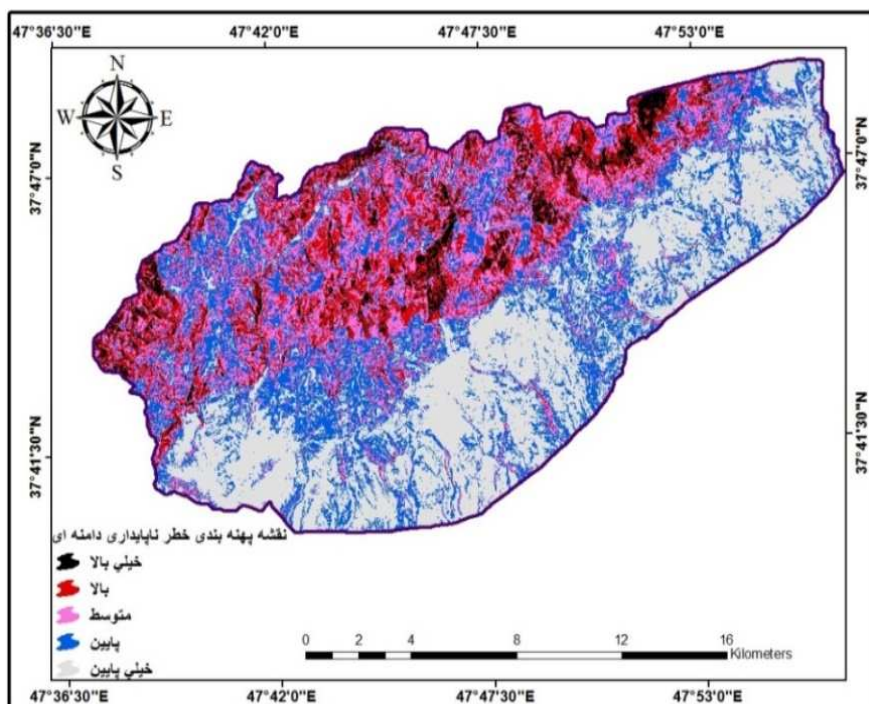 47°36'30"E 47°42'0"E 47°47'30"E 47°53'0"E
N
W E
S
37°47'0"N 37°47'0"N
37°41'30"N 37°41'30"N
نقشه پهنه بندی خطر ناپایداری دامنه ای
خيلي بالا
بالا
متوسط
پایین
خيلي پایین
0 2 4 8 12 16
Kilometers
47°36'30"E 47°42'0"E 47°47'30"E 47°53'0"E